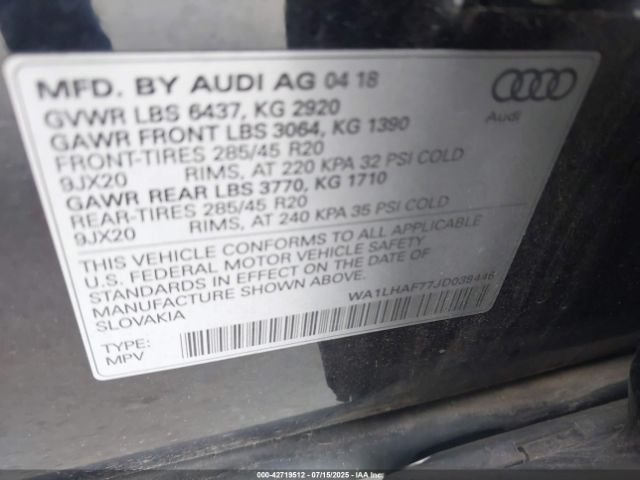 MFD. BY AUDI AG 04 18
GVWR LBS 6437, KG 2920
GAWR FRONT LBS 3064, KG 1390
FRONT-TIRES 285/45 R20
9JX20 RIMS, AT 220 KPA 32 PSI COLD
GAWR REAR LBS 3770, KG 1710
REAR-TIRES 285/45 R20
9JX20 RIMS, AT 240 KPA 35 PSI COLD
THIS VEHICLE CONFORMS TO ALL APPLICABLE
U.S. FEDERAL MOTOR VEHICLE SAFETY
STANDARDS IN EFFECT ON THE DATE OF
MANUFACTURE SHOWN ABOVE.
SLOVAKIA
WA1LHAF77JD039446
TYPE:
MPV
Audi
000-42719512 - 07/15/2025 - IAAI.com